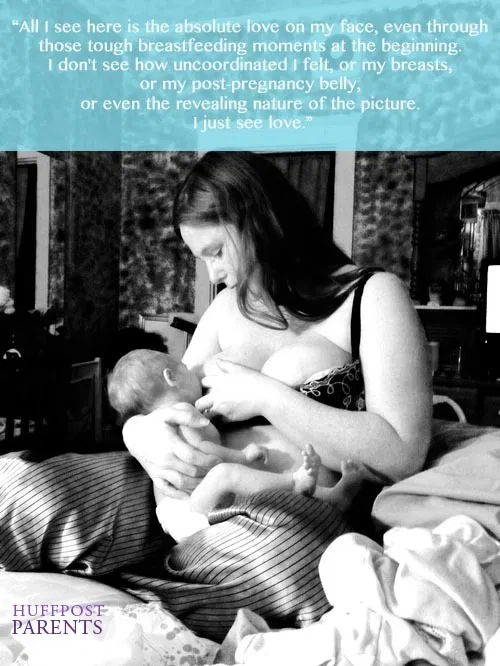 “All I see here is the absolute love on my face, even through
those tough breastfeeding moments at the beginning.
I don't see how uncoordinated I felt, or my breasts,
or my post-pregnancy belly,
or even the revealing nature of the picture.
I just see love.”
HUFFPOST
PARENTS